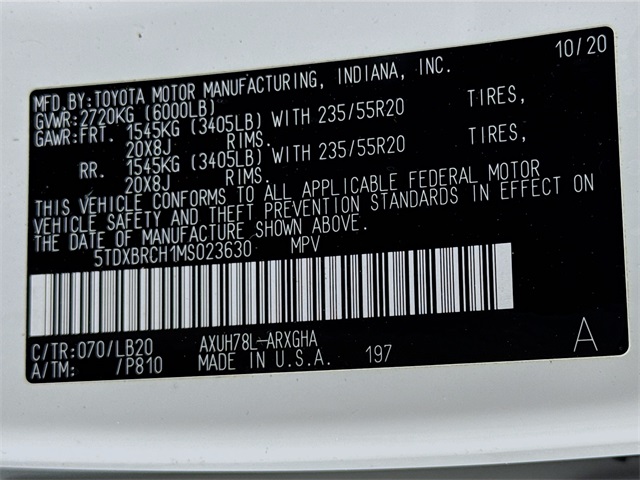 10/20
MFD.BY:TOYOTA MOTOR MANUFACTURING, INDIANA, INC.
GVWR:2720KG (6000LB)
GAWR:FRT. 1545KG (3405LB) WITH 235/55R20 TIRES,
20X8J RIMS.
RR. 1545KG (3405LB) WITH 235/55R20 TIRES,
20X8J RIMS.
THIS VEHICLE CONFORMS TO ALL APPLICABLE FEDERAL MOTOR
VEHICLE SAFETY AND THEFT PREVENTION STANDARDS IN EFFECT ON
THE DATE OF MANUFACTURE SHOWN ABOVE.
5TDXBRCH1MS023630 MPV
C/TR:070/LB20 AXUH78L-ARXGHA
A/TM: /P810 MADE IN U.S.A. 197
A